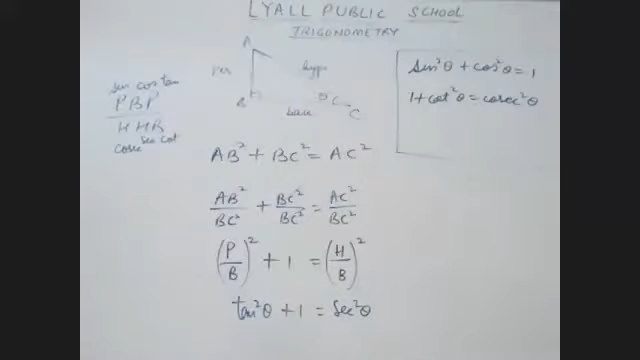 LYALL PUBLIC SCHOOL
TRIGONOMETRY
A
per
hyp
B
base
θ
C
C
sin cos tan
PBP
HHB
cosec sec cot
sin²θ + cos²θ = 1
1 + cot²θ = cosec²θ
AB² + BC² = AC²
AB²/BC² + BC²/BC² = AC²/BC²
(P/B)² + 1 = (H/B)²
tan²θ + 1 = sec²θ